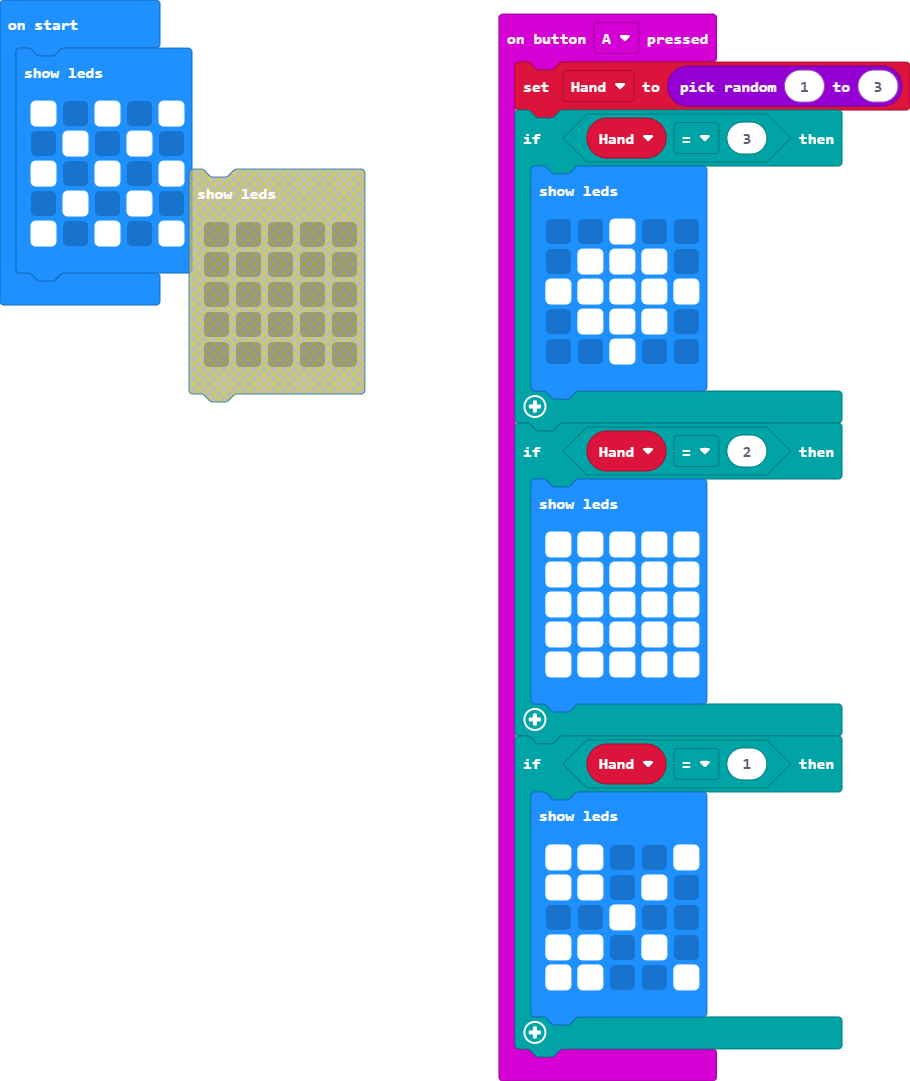 on start
show leds
show leds
on button A pressed
set Hand to pick random 1 to 3
if Hand = 3 then
show leds
if Hand = 2 then
show leds
if Hand = 1 then
show leds